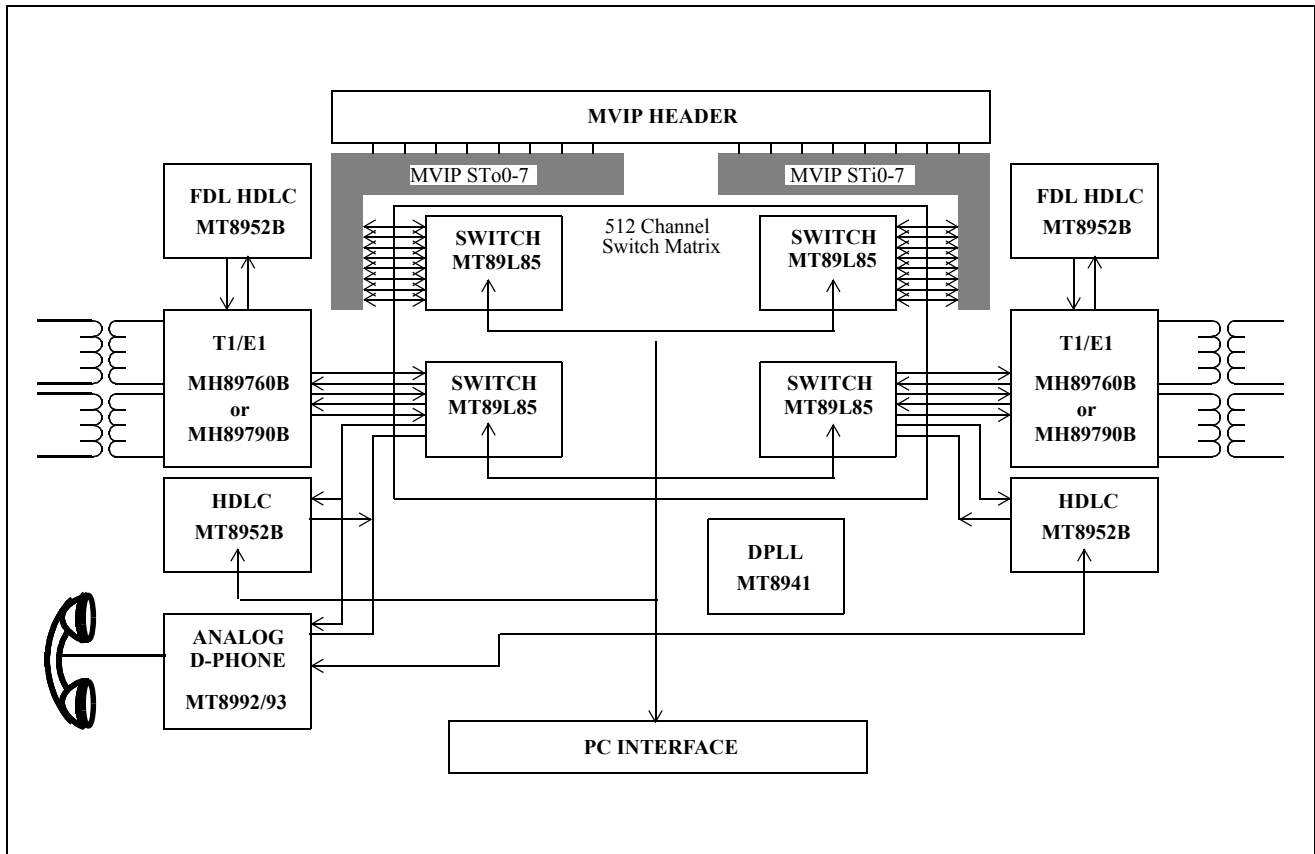 MVIP HEADER
MVIP STo0-7
MVIP STi0-7
FDL HDLC
MT8952B
FDL HDLC
MT8952B
512 Channel
Switch Matrix
SWITCH
MT89L85
SWITCH
MT89L85
T1/E1
MH89760B
or
MH89790B
SWITCH
MT89L85
SWITCH
MT89L85
T1/E1
MH89760B
or
MH89790B
HDLC
MT8952B
HDLC
MT8952B
DPLL
MT8941
ANALOG
D-PHONE
MT8992/93
PC INTERFACE